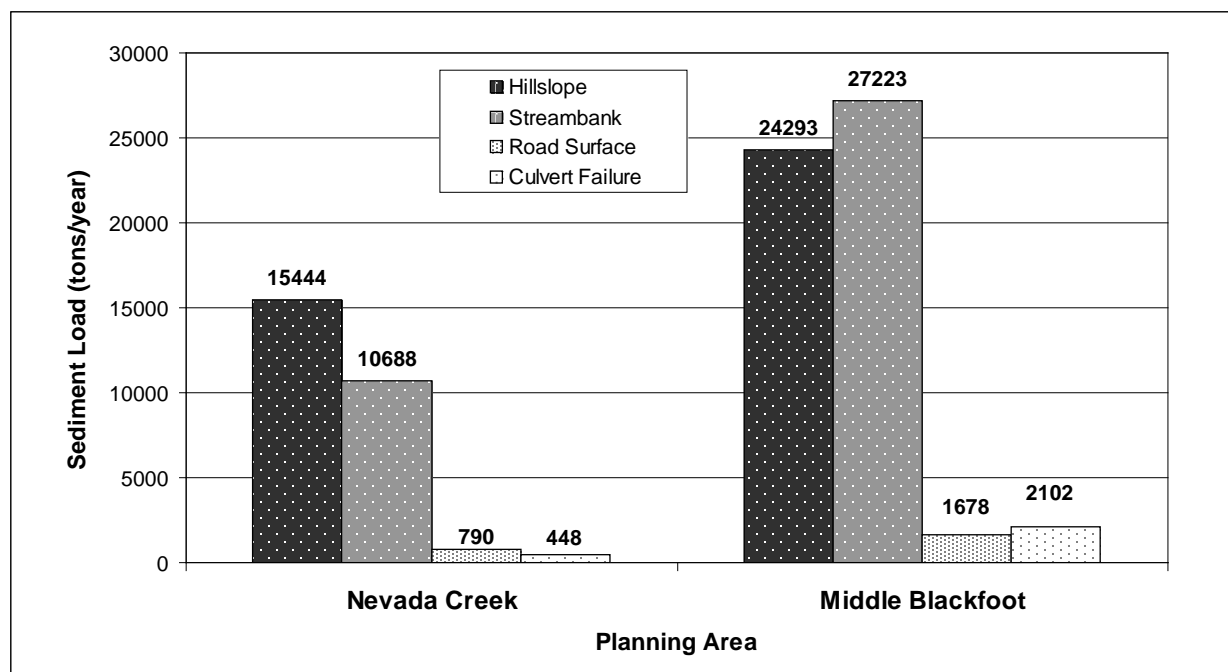 30000
25000
20000
15000
10000
5000
0
Sediment Load (tons/year)
Hillslope
Streambank
Road Surface
Culvert Failure
15444
10688
790
448
24293
27223
1678
2102
Nevada Creek
Middle Blackfoot
Planning Area